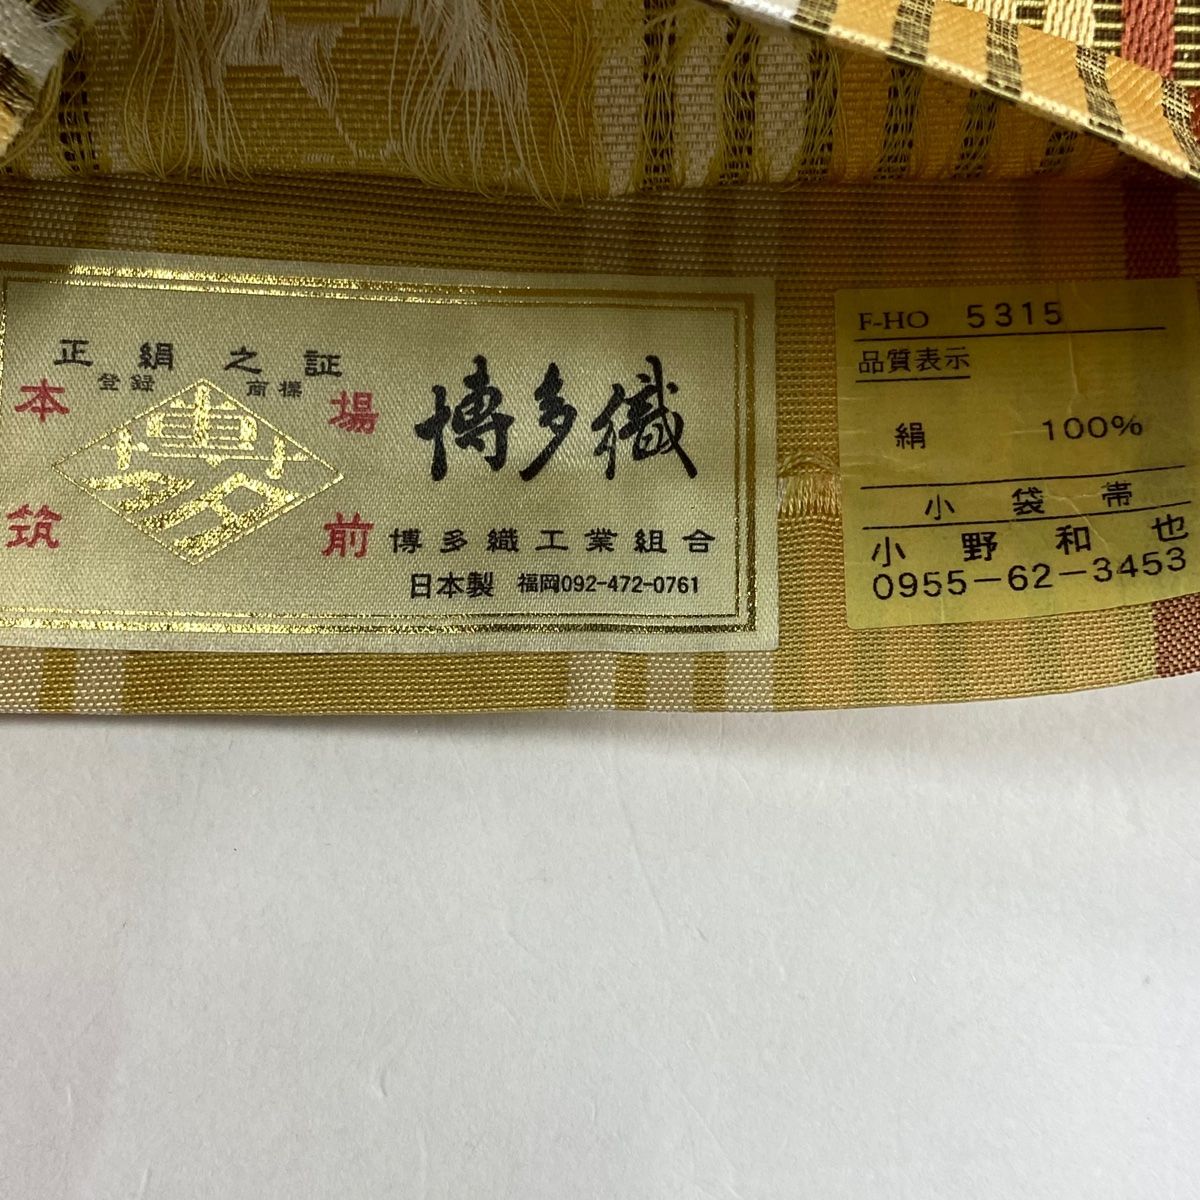 正絹之証
登録商標
本場
筑前
博多
博多織
博多織工業組合
日本製 福岡092-472-0761
F-HO 5315
品質表示
絹 100%
小袋帯
小野和也
0955-62-3453